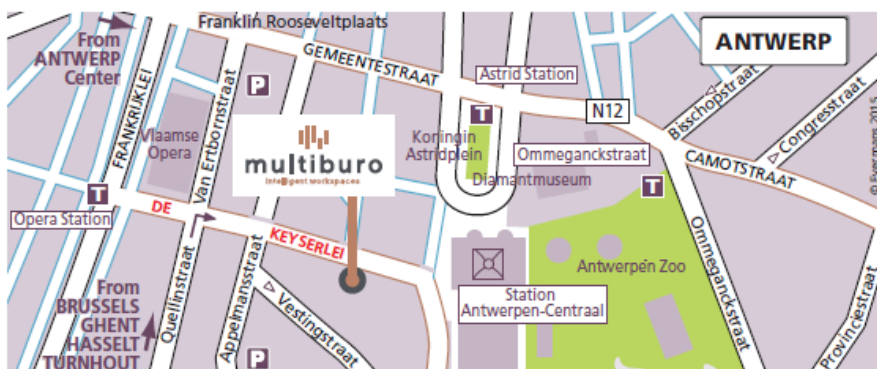 Franklin Rooseveltplaats
From
ANTWERP
Center
ANTWERP
GEMEENTESTRAAT
Astrid Station
FRANKRIJKLEI
Van Ertbornstraat
P
T
N12
Bisschopstraat
Congresstraat
Vlaamse
Opera
multiburo
intelligent workspaces
Koningin
Astridplein
Ommeganckstraat
Diamantmuseum
CAMOTSTRAAT
© Eyersmans 2015
T
T
Opera Station
DE
KEYSERLEI
Antwerpen Zoo
Ommeganckstraat
From
BRUSSELS
GHENT
HASSELT
TURNHOUT
Quellinstraat
Appelmansstraat
Vestingstraat
P
Station
Antwerpen-Centraal
Provinciestraat